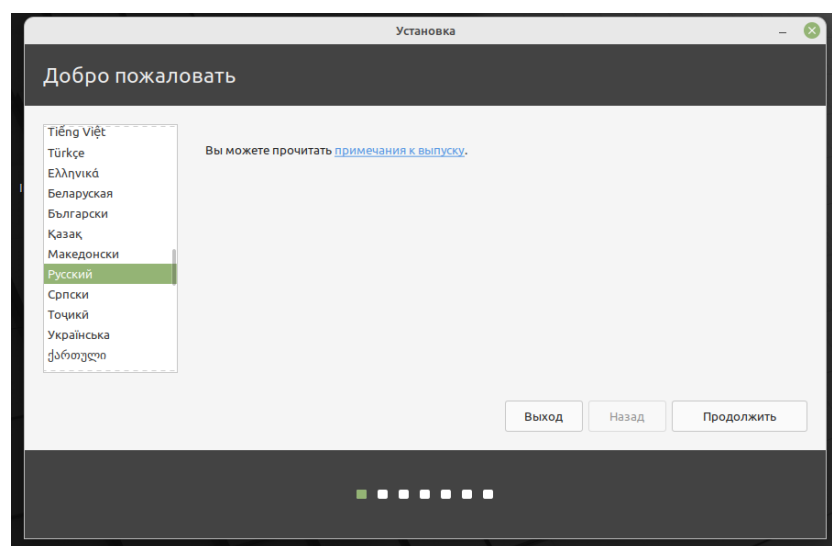 Установка
Добро пожаловать
Tiếng Việt
Türkçe
Ελληνικά
Беларуская
Български
Қазақ
Македонски
Русский
Српски
Тоҷикӣ
Українська
ქართული
Вы можете прочитать примечания к выпуску.
Выход
Назад
Продолжить